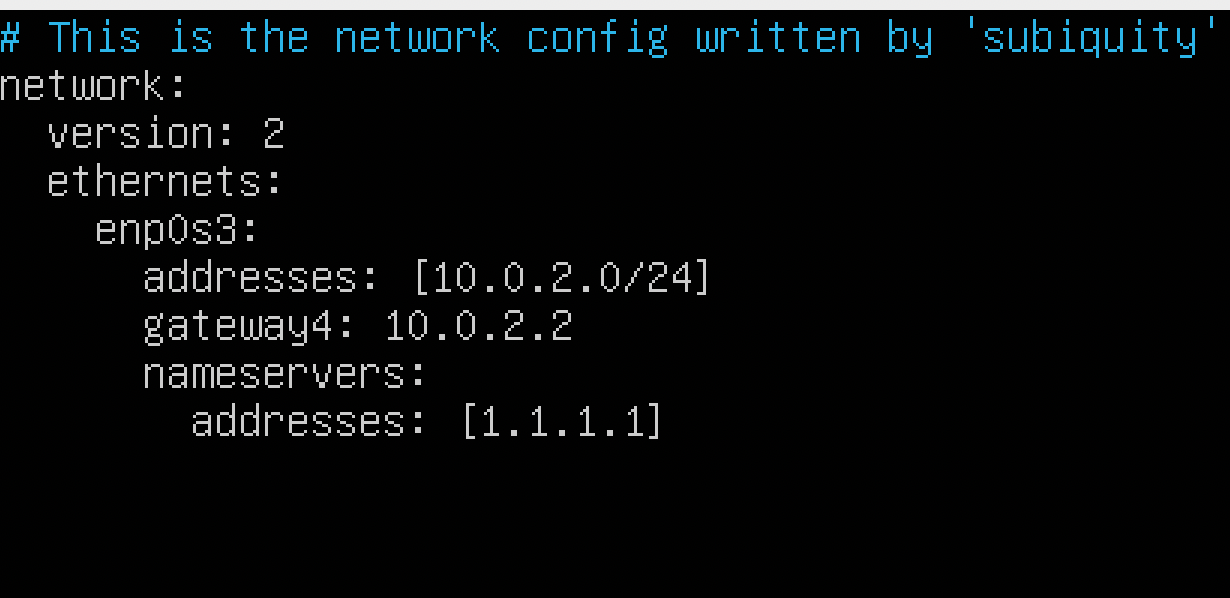 # This is the network config written by 'subiquity'
network:
  version: 2
  ethernets:
    enp0s3:
      addresses: [10.0.2.0/24]
      gateway4: 10.0.2.2
      nameservers:
        addresses: [1.1.1.1]